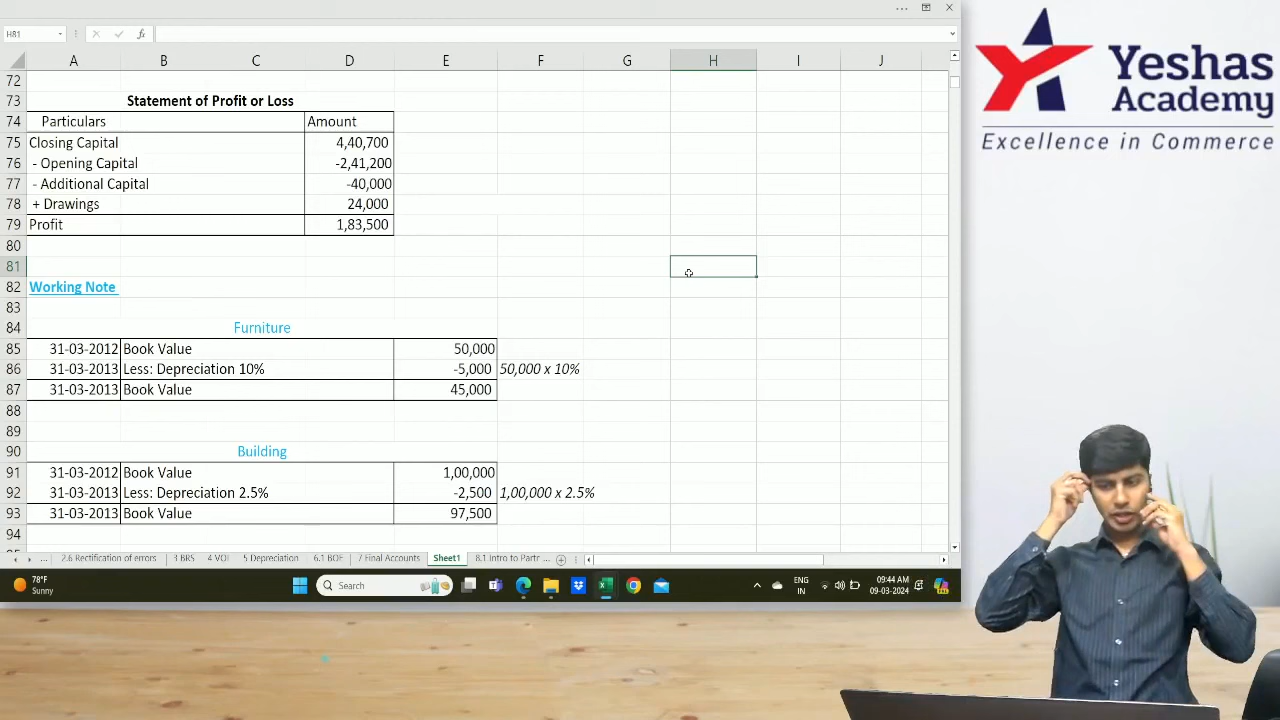 H81
fx
A B C D E F G H I J
72
73 Statement of Profit or Loss
74 Particulars Amount
75 Closing Capital 4,40,700
76 - Opening Capital -2,41,200
77 - Additional Capital -40,000
78 + Drawings 24,000
79 Profit 1,83,500
80
81
82 Working Note
83
84 Furniture
85 31-03-2012 Book Value 50,000
86 31-03-2013 Less: Depreciation 10% -5,000 50,000 x 10%
87 31-03-2013 Book Value 45,000
88
89
90 Building
91 31-03-2012 Book Value 1,00,000
92 31-03-2013 Less: Depreciation 2.5% -2,500 1,00,000 x 2.5%
93 31-03-2013 Book Value 97,500
94
... 2.6 Rectification of errors 3 BRS 4 VOI 5 Depreciation 6.1 BOE 7 Final Accounts Sheet1 8.1 Intro to Partr ...
78°F
Sunny
Search
ENG
IN
09:44 AM
09-03-2024
Yeshas
Academy
Excellence in Commerce